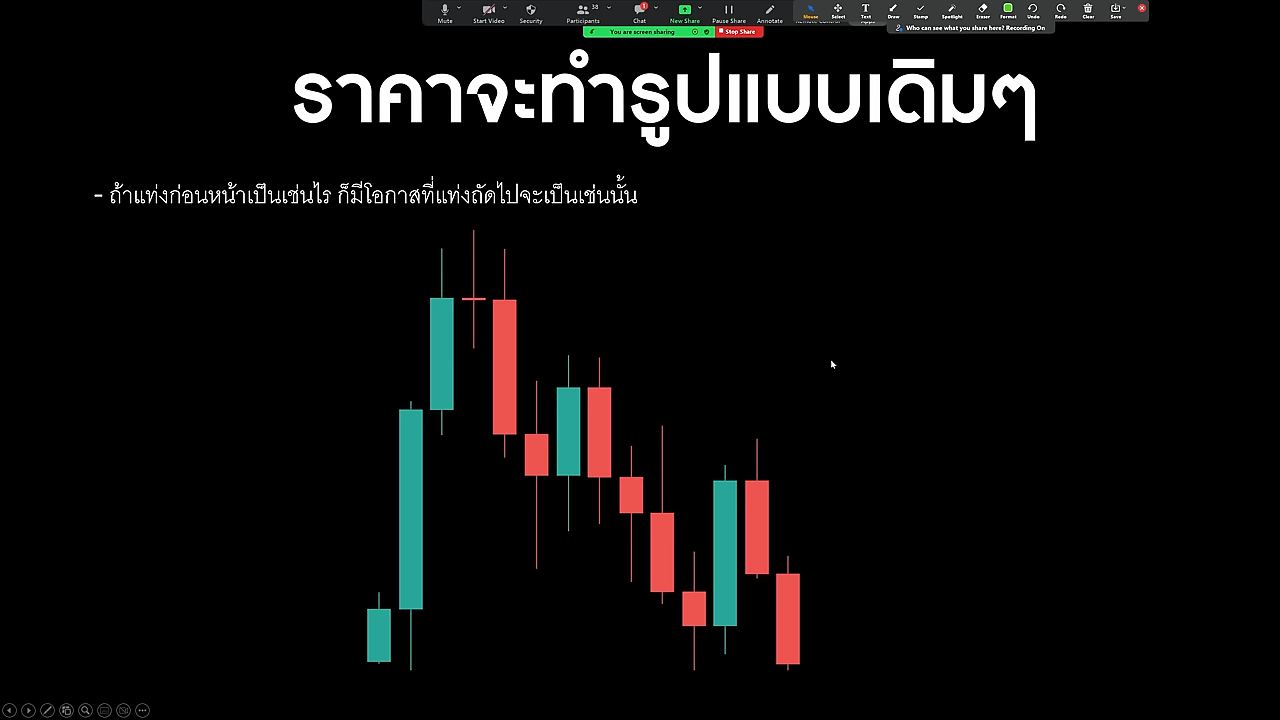 Mute Start Video Security Participants 38 Chat 1 New Share Pause Share Annotate Mouse Select Text Draw Stamp Spotlight Eraser Format Undo Redo Clear Save
You are screen sharing Stop Share Who can see what you share here? Recording On
ราคาจะทำรูปแบบเดิมๆ
- ถ้าแท่งก่อนหน้าเป็นเช่นไร ก็มีโอกาสที่แท่งถัดไปจะเป็นเช่นนั้น